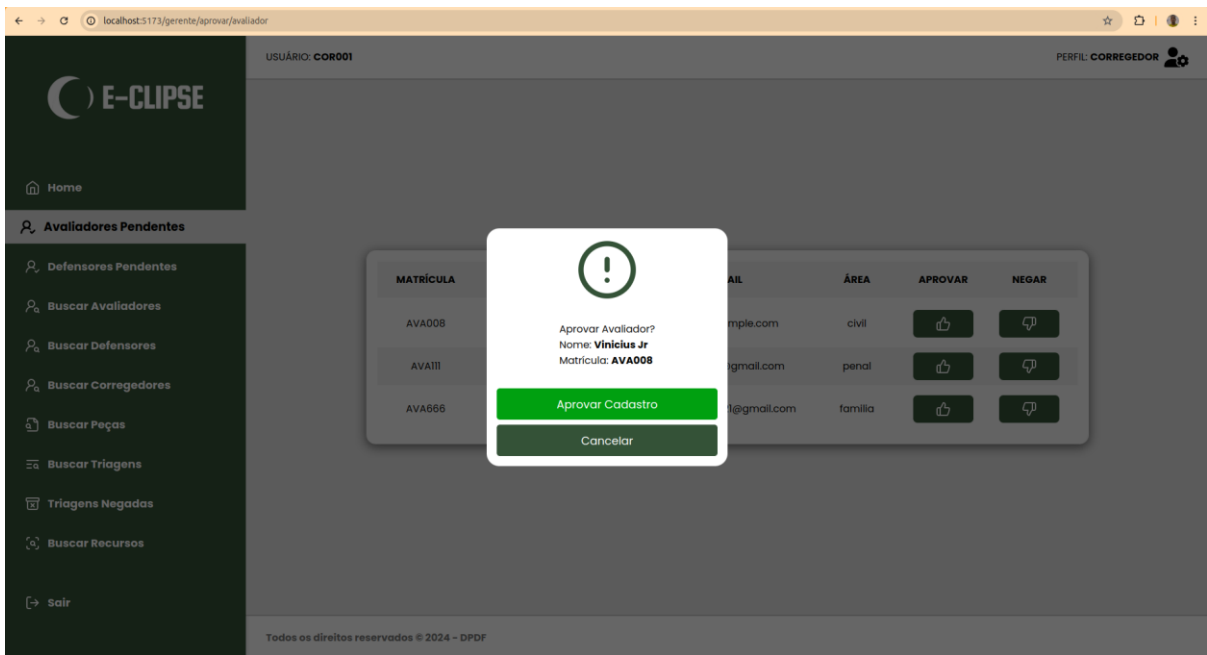 localhost:5173/gerente/aprovar/avaliador
USUÁRIO: COR001
PERFIL: CORREGEDOR
E-CLIPSE
Home
Avaliadores Pendentes
Defensores Pendentes
Buscar Avaliadores
Buscar Defensores
Buscar Corregedores
Buscar Peças
Buscar Triagens
Triagens Negadas
Buscar Recursos
Sair
MATRÍCULA AIL ÁREA APROVAR NEGAR
AVA008 mple.com civil
AVA111 @gmail.com penal
AVA666 1@gmail.com familia
Aprovar Avaliador?
Nome: Vinicius Jr
Matrícula: AVA008
Aprovar Cadastro
Cancelar
Todos os direitos reservados © 2024 - DPDF